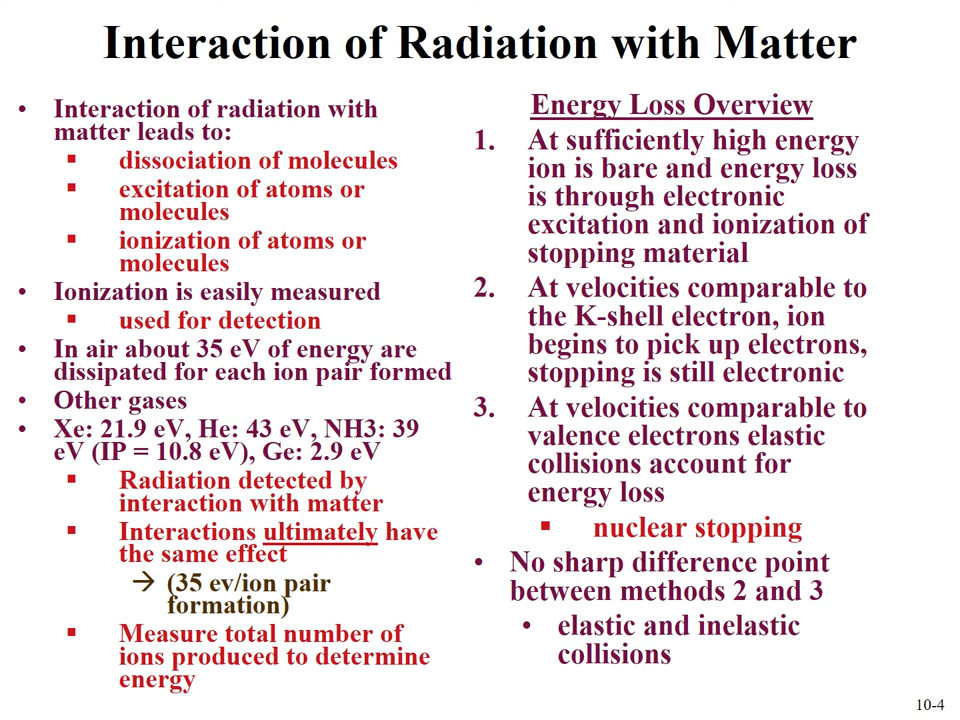 Interaction of Radiation with Matter
• Interaction of radiation with
matter leads to:
▪ dissociation of molecules
▪ excitation of atoms or
molecules
▪ ionization of atoms or
molecules
• Ionization is easily measured
▪ used for detection
• In air about 35 eV of energy are
dissipated for each ion pair formed
• Other gases
• Xe: 21.9 eV, He: 43 eV, NH3: 39
eV (IP = 10.8 eV), Ge: 2.9 eV
▪ Radiation detected by
interaction with matter
▪ Interactions ultimately have
the same effect
→ (35 ev/ion pair
formation)
▪ Measure total number of
ions produced to determine
energy
Energy Loss Overview
1. At sufficiently high energy
ion is bare and energy loss
is through electronic
excitation and ionization of
stopping material
2. At velocities comparable to
the K-shell electron, ion
begins to pick up electrons,
stopping is still electronic
3. At velocities comparable to
valence electrons elastic
collisions account for
energy loss
▪ nuclear stopping
• No sharp difference point
between methods 2 and 3
• elastic and inelastic
collisions
10-4